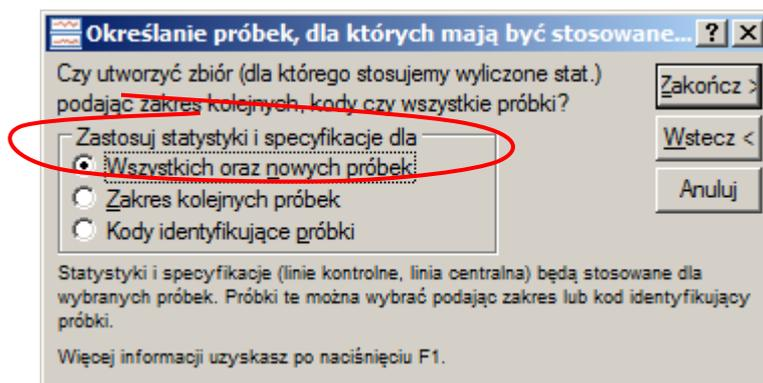 Określanie próbek, dla których mają być stosowane...
Czy utworzyć zbiór (dla którego stosujemy wyliczone stat.)
podając zakres kolejnych, kody czy wszystkie próbki?
Zakończ >
Zastosuj statystyki i specyfikacje dla
Wstecz <
Wszystkich oraz nowych próbek
Anuluj
Zakres kolejnych próbek
Kody identyfikujące próbki
Statystyki i specyfikacje (linie kontrolne, linia centralna) będą stosowane dla
wybranych próbek. Próbki te można wybrać podając zakres lub kod identyfikujący
próbki.
Więcej informacji uzyskasz po naciśnięciu F1.